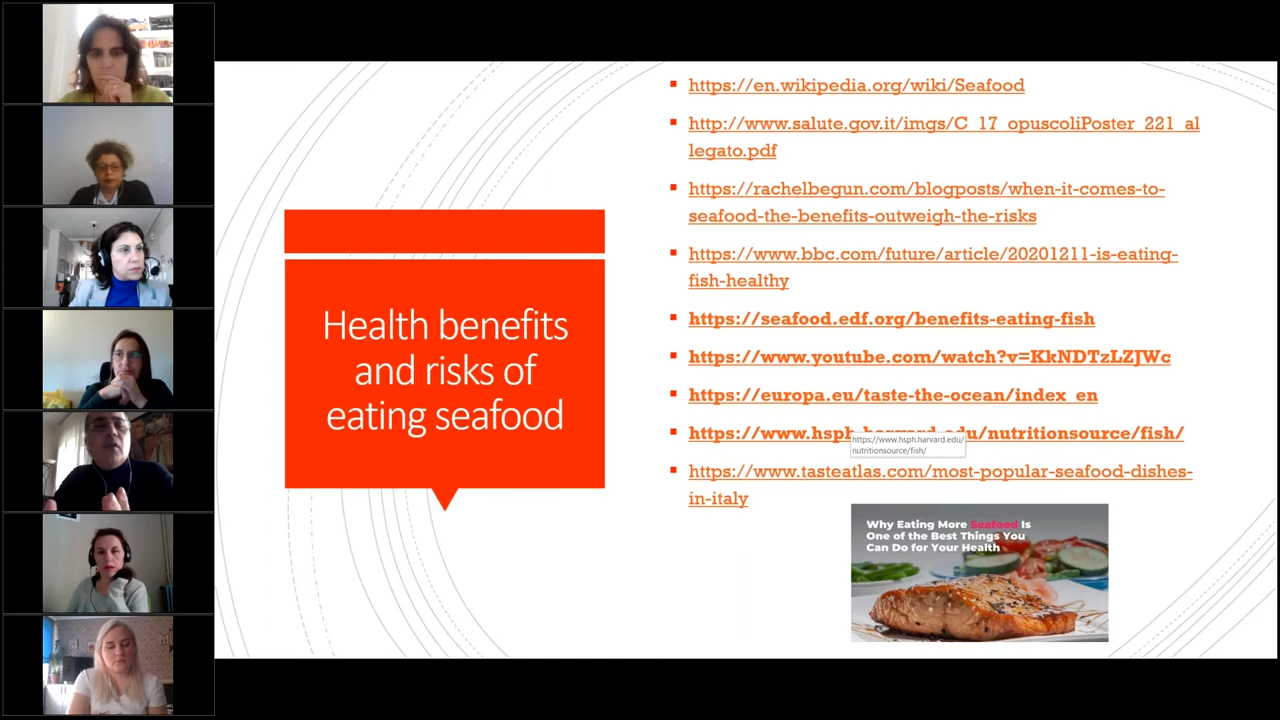 Health benefits
and risks of
eating seafood
https://en.wikipedia.org/wiki/Seafood
http://www.salute.gov.it/imgs/C_17_opuscoliPoster_221_al
legato.pdf
https://rachelbegun.com/blogposts/when-it-comes-to-
seafood-the-benefits-outweigh-the-risks
https://www.bbc.com/future/article/20201211-is-eating-
fish-healthy
https://seafood.edf.org/benefits-eating-fish
https://www.youtube.com/watch?v=KkNDTzLZJWc
https://europa.eu/taste-the-ocean/index_en
https://www.hsph.harvard.edu/nutritionsource/fish/
https://www.hsph.harvard.edu/
nutritionsource/fish/
https://www.tasteatlas.com/most-popular-seafood-dishes-
in-italy
Why Eating More Seafood Is
One of the Best Things You
Can Do for Your Health